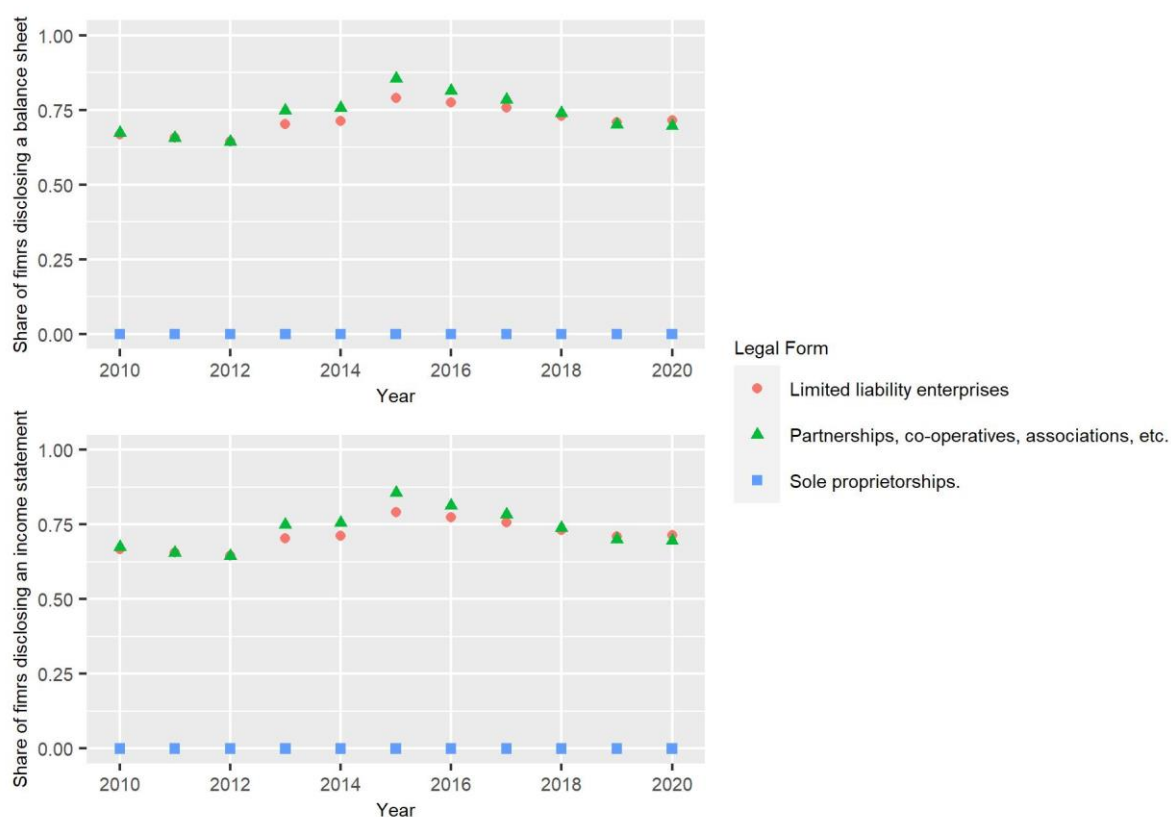 1.00
0.75
0.50
0.25
0.00
Share of fimrs disclosing a balance sheet
2010 2012 2014 2016 2018 2020
Year
Legal Form
Limited liability enterprises
Partnerships, co-operatives, associations, etc.
Sole proprietorships.
1.00
0.75
0.50
0.25
0.00
Share of fimrs disclosing an income statement
2010 2012 2014 2016 2018 2020
Year